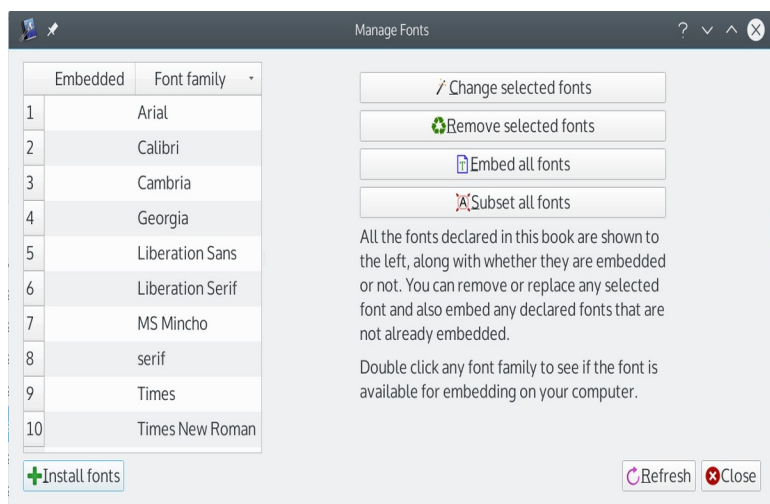 Manage Fonts
?
Embedded Font family
1 Arial
2 Calibri
3 Cambria
4 Georgia
5 Liberation Sans
6 Liberation Serif
7 MS Mincho
8 serif
9 Times
10 Times New Roman
Install fonts
Change selected fonts
Remove selected fonts
Embed all fonts
Subset all fonts
All the fonts declared in this book are shown to
the left, along with whether they are embedded
or not. You can remove or replace any selected
font and also embed any declared fonts that are
not already embedded.
Double click any font family to see if the font is
available for embedding on your computer.
Refresh Close